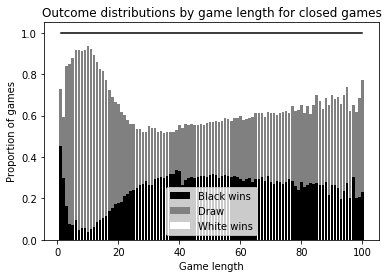 Outcome distributions by game length for closed games
1.0
0.8
0.6
0.4
0.2
0.0
Proportion of games
Black wins
Draw
White wins
0 20 40 60 80 100
Game length